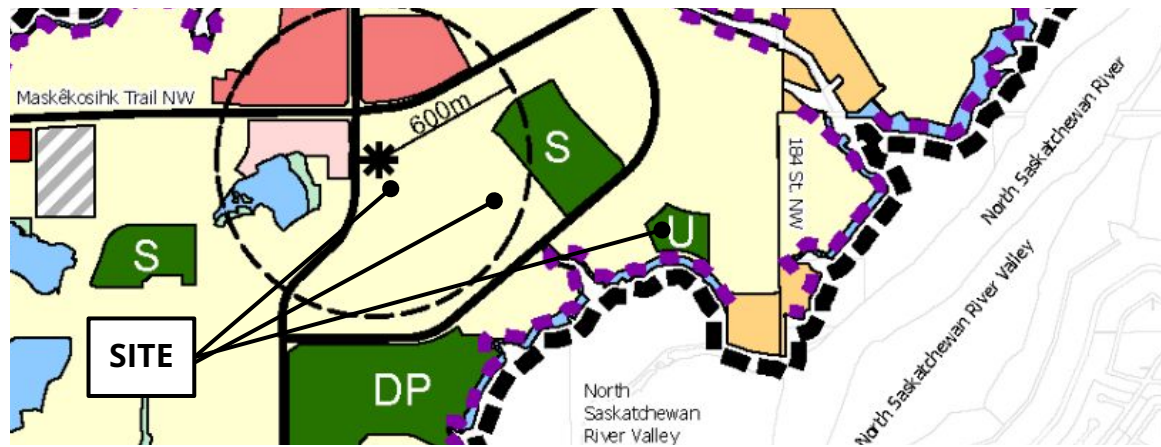 Maskêkosihk Trail NW
600m
S
184 St. NW
North Saskatchewan River
S
U
SITE
DP
North
Saskatchewan
River Valley
North Saskatchewan River Valley